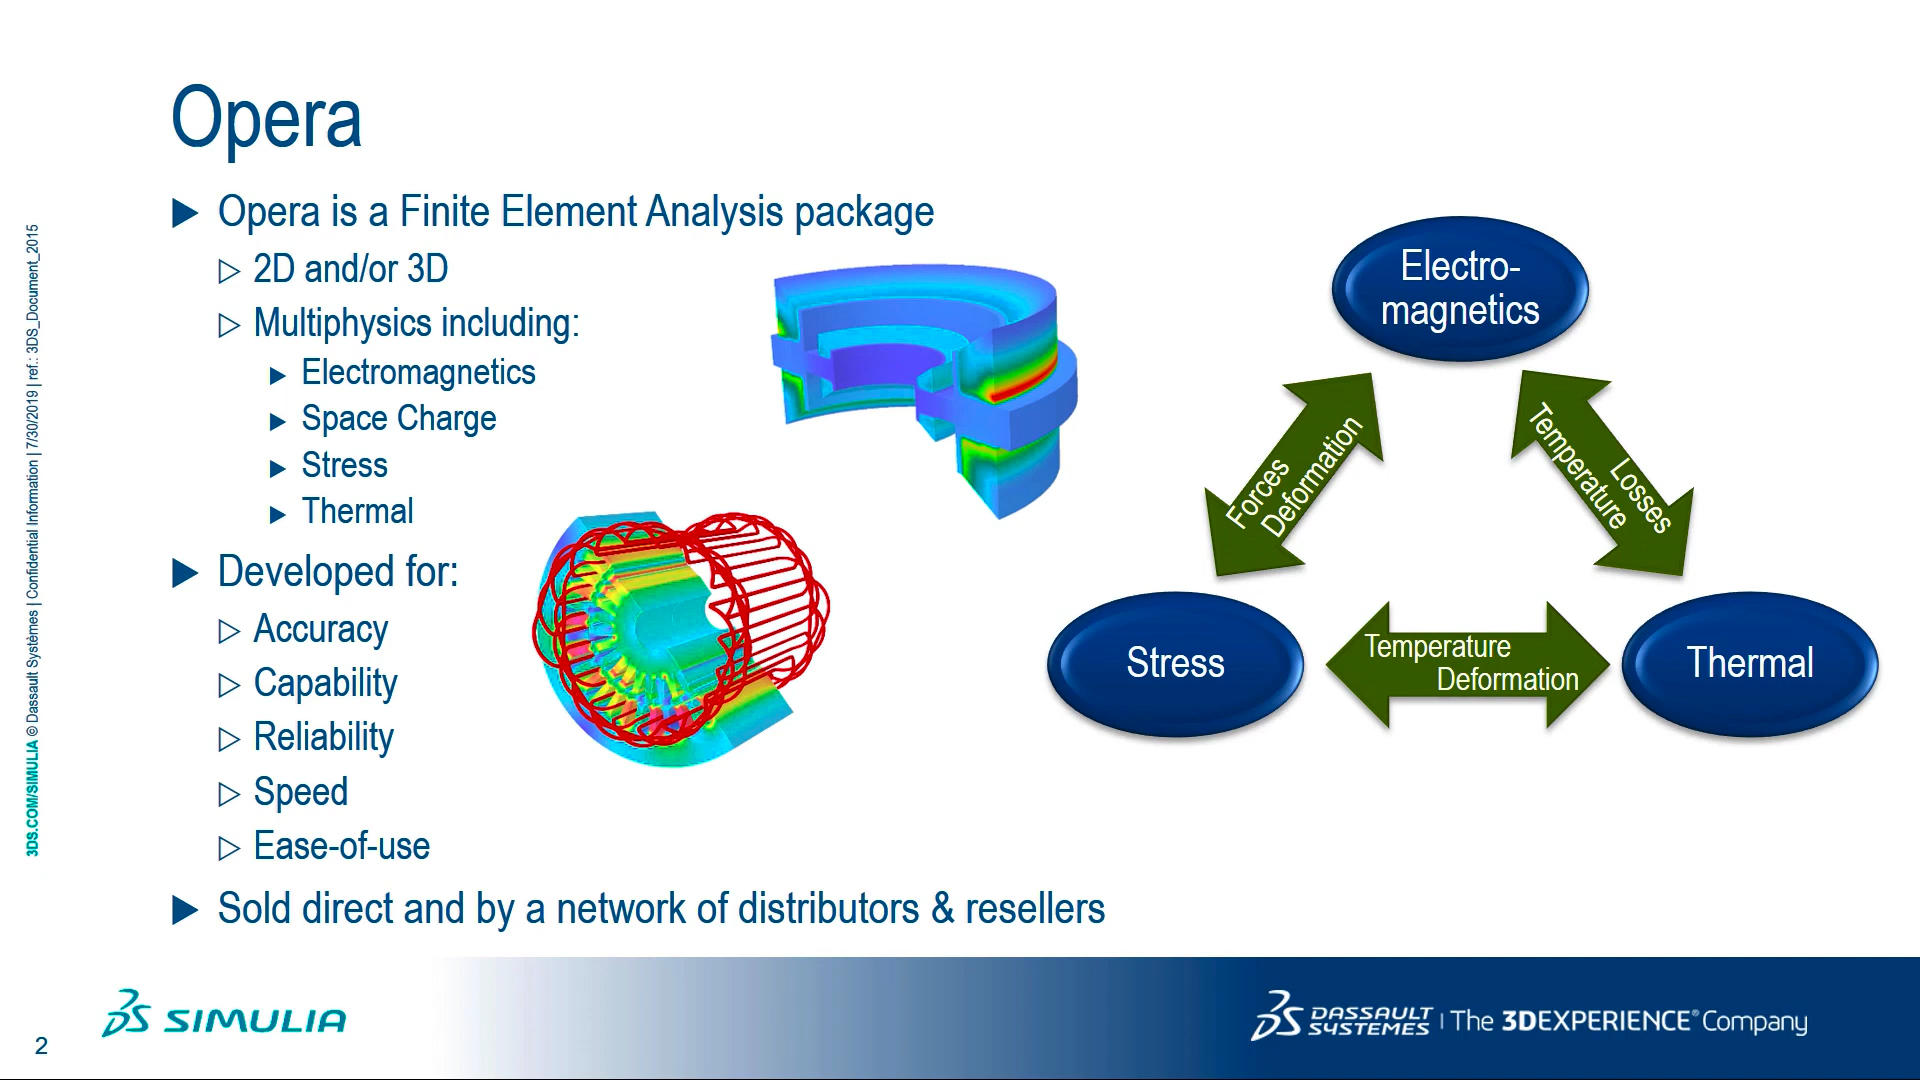 Opera
Opera is a Finite Element Analysis package
2D and/or 3D
Multiphysics including:
Electromagnetics
Space Charge
Stress
Thermal
Developed for:
Accuracy
Capability
Reliability
Speed
Ease-of-use
Sold direct and by a network of distributors & resellers
Electro-
magnetics
Forces
Deformation
Temperature
Losses
Stress
Temperature
Deformation
Thermal
3DS.COM/SIMULIA © Dassault Systèmes | Confidential Information | 7/30/2019 | ref.: 3DS_Document_2015
2
SIMULIA
DASSAULT
SYSTEMES
The 3DEXPERIENCE® Company